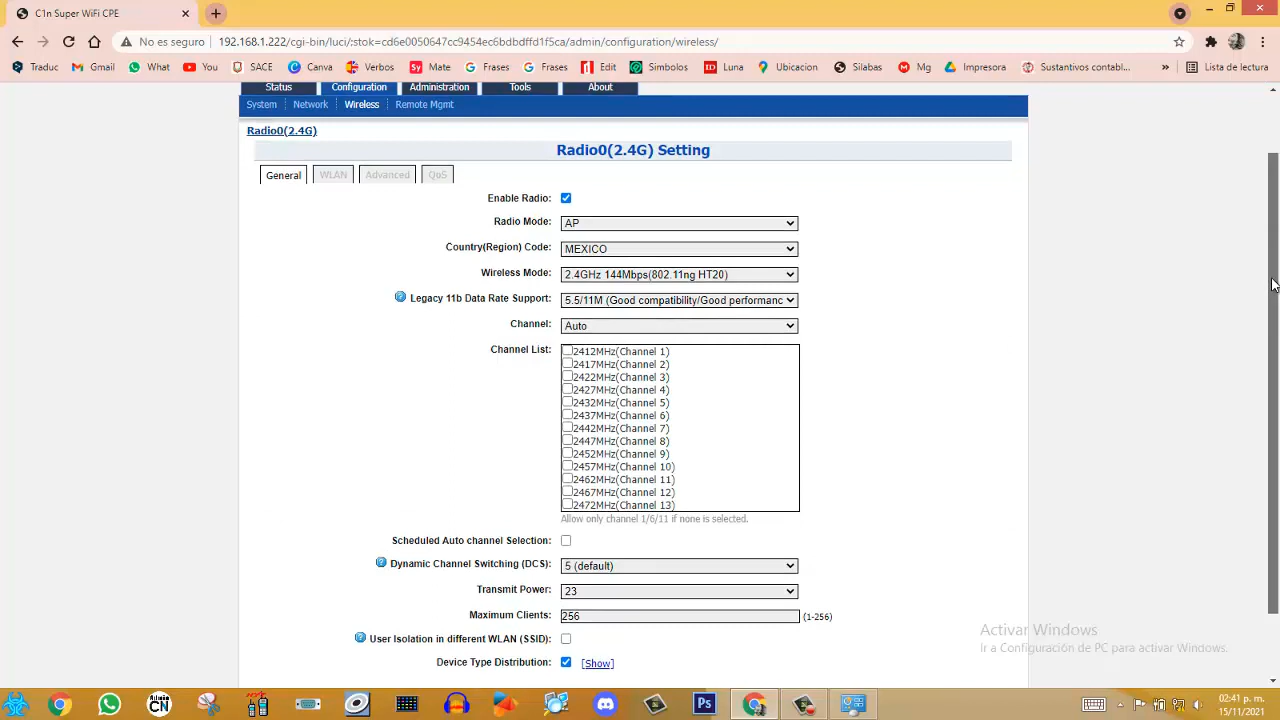 C1n Super WiFi CPE
No es seguro | 192.168.1.222/cgi-bin/luci/;stok=cd6e0050647cc9454ec6bdbdffd1f5ca/admin/configuration/wireless/
Traduc Gmail What You SACE Canva Verbos Mate Frases Frases Edit Simbolos Luna Ubicacion Silabas Mg Impresora Sustantivos contabl... » Lista de lectura
Status Configuration Administration Tools About
System Network Wireless Remote Mgmt
Radio0(2.4G)
Radio0(2.4G) Setting
General WLAN Advanced QoS
Enable Radio:
Radio Mode: AP
Country(Region) Code: MEXICO
Wireless Mode: 2.4GHz 144Mbps(802.11ng HT20)
Legacy 11b Data Rate Support: 5.5/11M (Good compatibility/Good performanc
Channel: Auto
Channel List: 2412MHz(Channel 1)
2417MHz(Channel 2)
2422MHz(Channel 3)
2427MHz(Channel 4)
2432MHz(Channel 5)
2437MHz(Channel 6)
2442MHz(Channel 7)
2447MHz(Channel 8)
2452MHz(Channel 9)
2457MHz(Channel 10)
2462MHz(Channel 11)
2467MHz(Channel 12)
2472MHz(Channel 13)
Allow only channel 1/6/11 if none is selected.
Scheduled Auto channel Selection:
Dynamic Channel Switching (DCS): 5 (default)
Transmit Power: 23
Maximum Clients: 256 (1-256)
User Isolation in different WLAN (SSID):
Device Type Distribution: [Show]
Activar Windows
Ir a Configuración de PC para activar Windows.
02:41 p. m.
15/11/2021